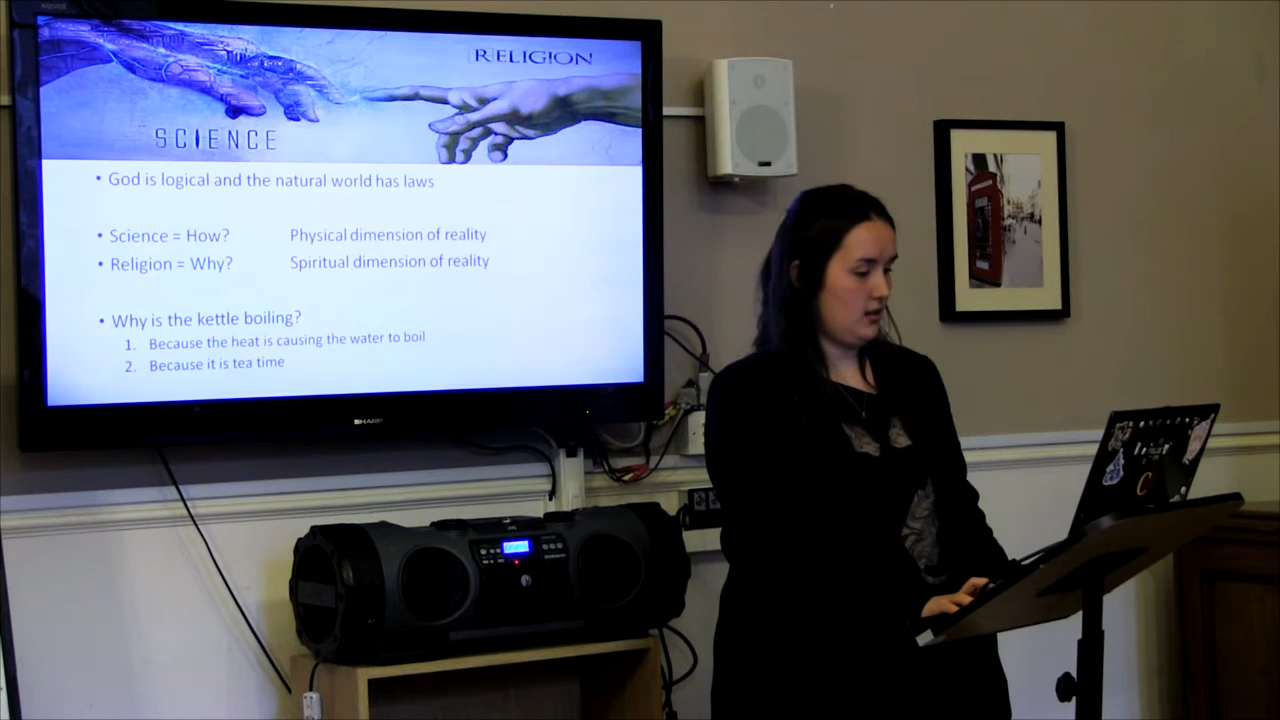 RELIGION
SCIENCE
• God is logical and the natural world has laws
• Science = How? Physical dimension of reality
• Religion = Why? Spiritual dimension of reality
• Why is the kettle boiling?
1. Because the heat is causing the water to boil
2. Because it is tea time
SHARP
C